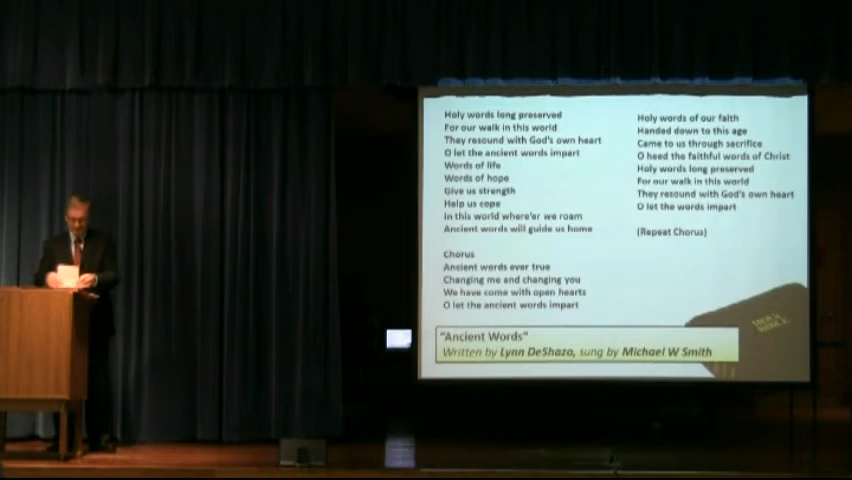 Holy words long preserved
For our walk in this world
They resound with God's own heart
O let the ancient words impart
Words of life
Words of hope
Give us strength
Help us cope
In this world where'er we roam
Ancient words will guide us home
Chorus
Ancient words ever true
Changing me and changing you
We have come with open hearts
O let the ancient words impart
Holy words of our faith
Handed down to this age
Came to us through sacrifice
O heed the faithful words of Christ
Holy words long preserved
For our walk in this world
They resound with God's own heart
O let the words impart
(Repeat Chorus)
HOLY
BIBLE
"Ancient Words"
Written by Lynn DeShazo, sung by Michael W Smith